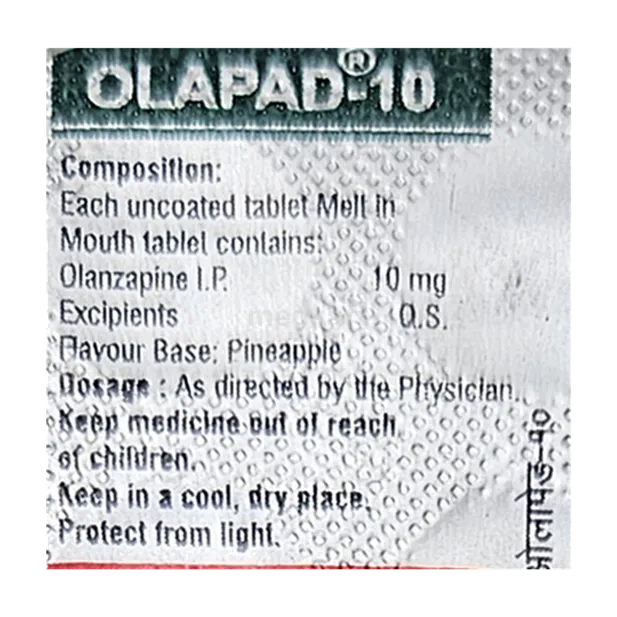 OLAPAD®-10
Composition:
Each uncoated tablet Melt in
Mouth tablet contains:
Olanzapine I.P. 10 mg
Excipients Q.S.
Flavour Base: Pineapple
Dosage : As directed by the Physician.
Keep medicine out of reach
of children.
Keep in a cool, dry place.
Protect from light.
ओलापॅड-१०